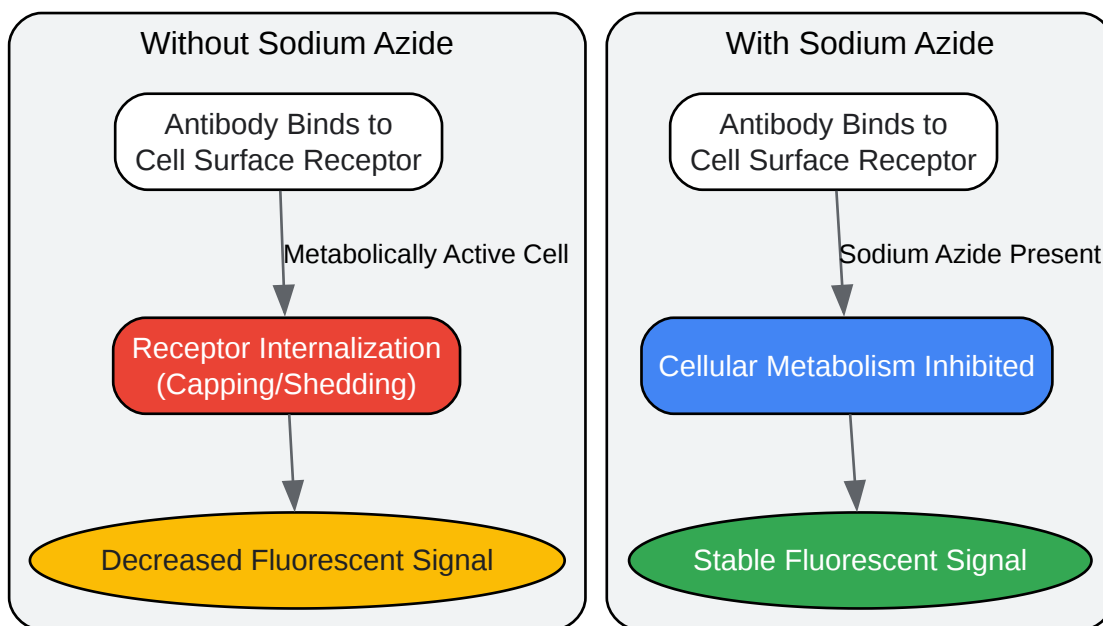 Without Sodium Azide
Antibody Binds to
Cell Surface Receptor
Metabolically Active Cell
Receptor Internalization
(Capping/Shedding)
Decreased Fluorescent Signal
With Sodium Azide
Antibody Binds to
Cell Surface Receptor
Sodium Azide Present
Cellular Metabolism Inhibited
Stable Fluorescent Signal